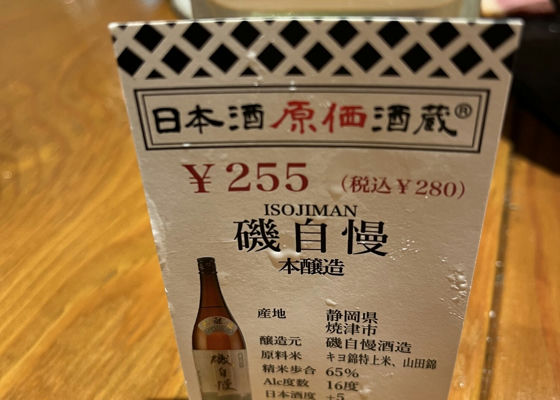 日本酒原価酒蔵®
¥255 (税込¥280)
ISOJIMAN
磯自慢
本醸造
産地 静岡県
焼津市
醸造元 磯自慢酒造
原料米 キヨ錦特上米、山田錦
精米歩合 65%
Alc度数 16度
日本酒度 +5
磯自慢